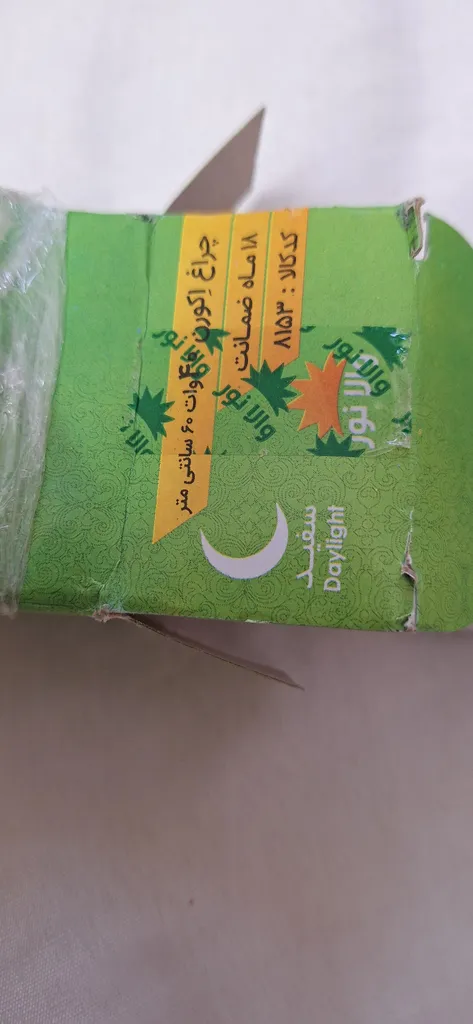 کد کالا : ۸۱۵۳
۱۸ ماه ضمانت
چراغ اکورن ۴۰ وات ۶۰ سانتی متر
والا نور
سفید
Daylight
والا نور
والا نور